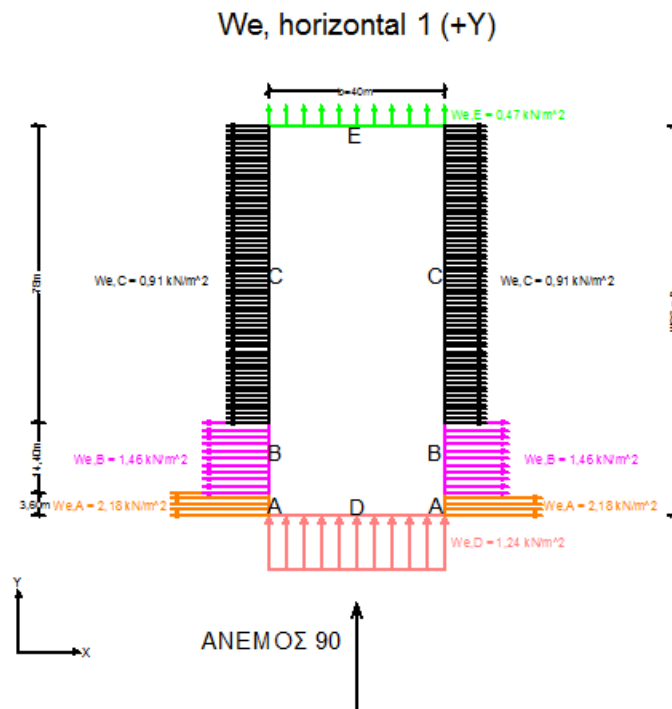 We, horizontal 1 (+Y)
b=40m
We,E = 0,47 kN/m^2
E
We,C = 0,91 kN/m^2
C
C
We,C = 0,91 kN/m^2
We,B = 1,46 kN/m^2
B
B
We,B = 1,46 kN/m^2
3,60m
We,A = 2,18 kN/m^2
A
D
A
We,A = 2,18 kN/m^2
We,D = 1,24 kN/m^2
Y
X
ΑΝΕΜΟΣ 90